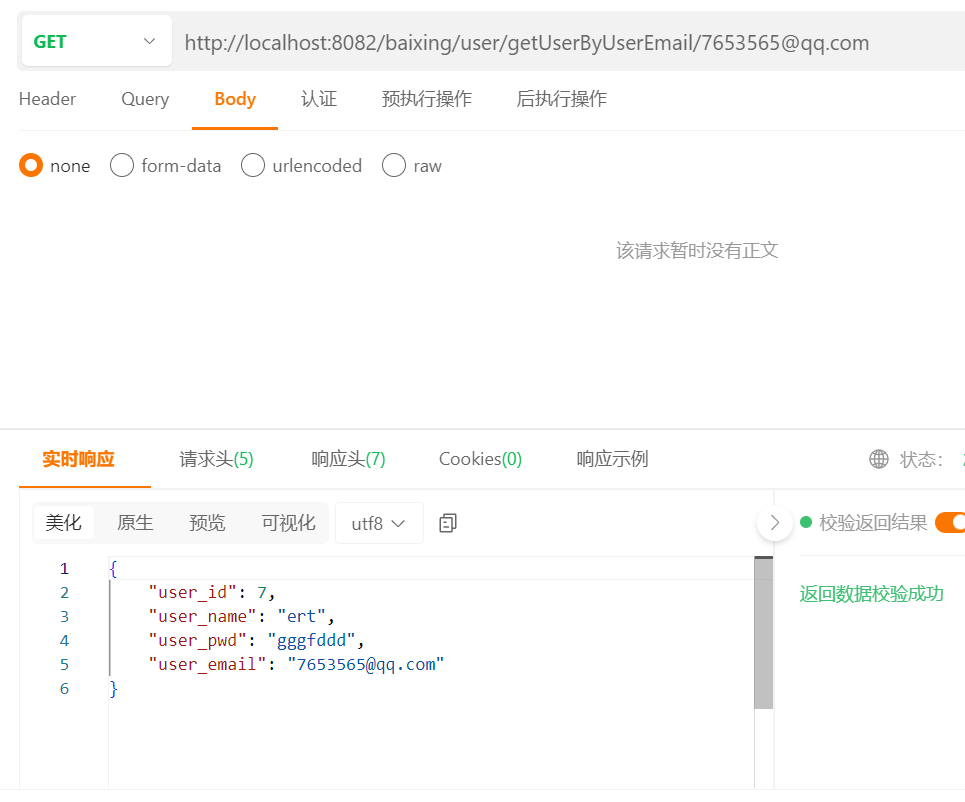 GET http://localhost:8082/baixing/user/getUserByUserEmail/7653565@qq.com
Header Query Body 认证 预执行操作 后执行操作
none form-data urlencoded raw
该请求暂时没有正文
实时响应 请求头(5) 响应头(7) Cookies(0) 响应示例 状态：
美化 原生 预览 可视化 utf8 校验返回结果
1 {
2 "user_id": 7,
3 "user_name": "ert",
4 "user_pwd": "gggfddd",
5 "user_email": "7653565@qq.com"
6 }
返回数据校验成功